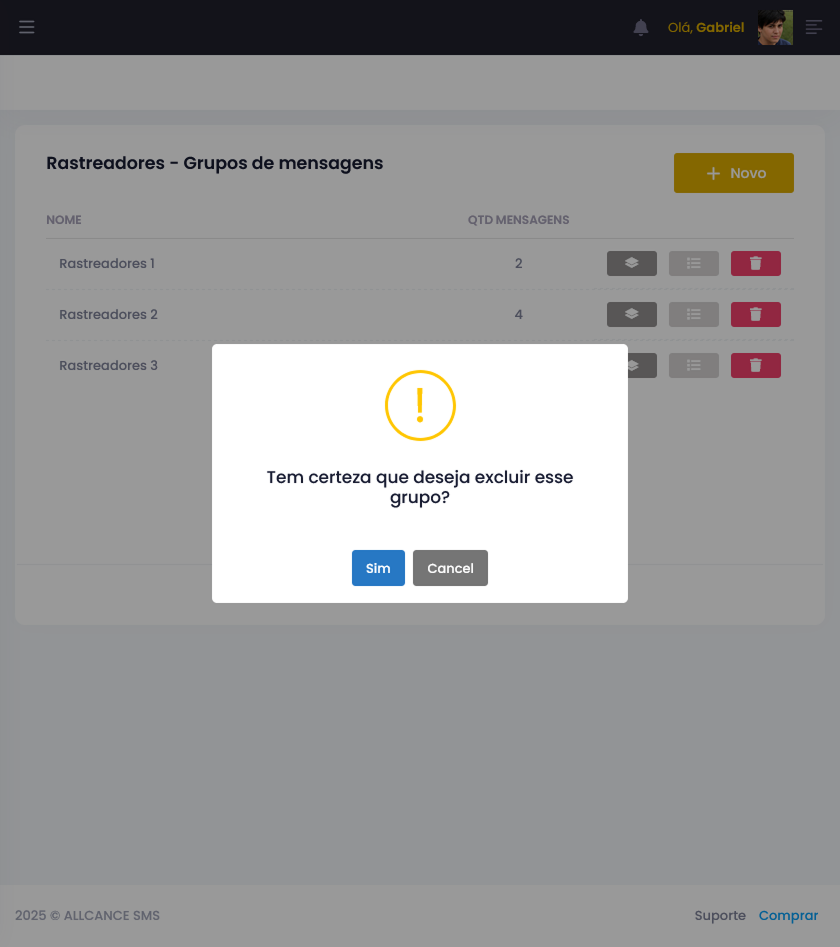 Olá, Gabriel
Rastreadores - Grupos de mensagens
Novo
NOME QTD MENSAGENS
Rastreadores 1 2
Rastreadores 2 4
Rastreadores 3
!
Tem certeza que deseja excluir esse
grupo?
Sim Cancel
2025 © ALLCANCE SMS Suporte Comprar